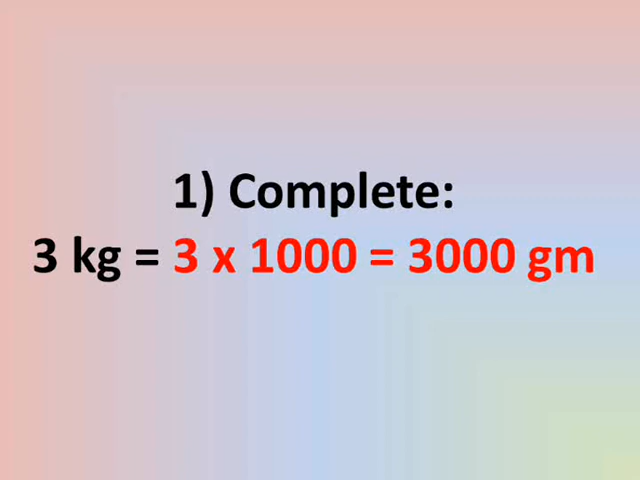 1) Complete:
3 kg = 3 x 1000 = 3000 gm